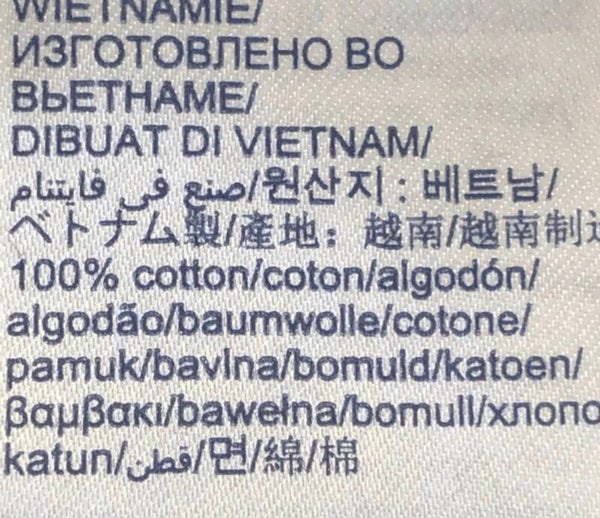 WIETNAMIE/
ИЗГОТОВЛЕНО ВО
ВЬЕТНАМЕ/
DIBUAT DI VIETNAM/
صنع في فايتنام/원산지 : 베트남/
ベトナム製/產地：越南/越南制造
100% cotton/coton/algodón/
algodão/baumwolle/cotone/
pamuk/bavlna/bomuld/katoen/
βαμβακι/bawełna/bomull/хлопо
katun/قطن/면/綿/棉